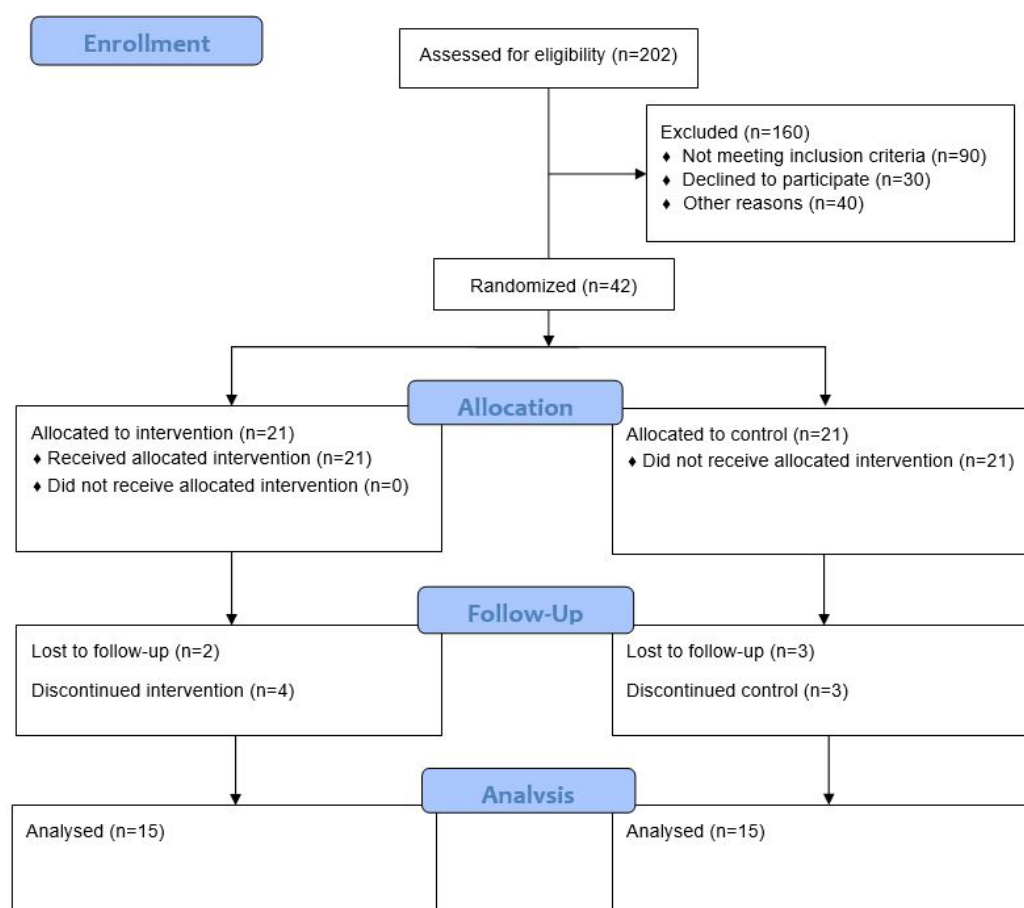 Enrollment
Assessed for eligibility (n=202)
Excluded (n=160)
♦ Not meeting inclusion criteria (n=90)
♦ Declined to participate (n=30)
♦ Other reasons (n=40)
Randomized (n=42)
Allocation
Allocated to intervention (n=21)
♦ Received allocated intervention (n=21)
♦ Did not receive allocated intervention (n=0)
Allocated to control (n=21)
♦ Did not receive allocated intervention (n=21)
Follow-Up
Lost to follow-up (n=2)
Discontinued intervention (n=4)
Lost to follow-up (n=3)
Discontinued control (n=3)
Analysis
Analysed (n=15)
Analysed (n=15)